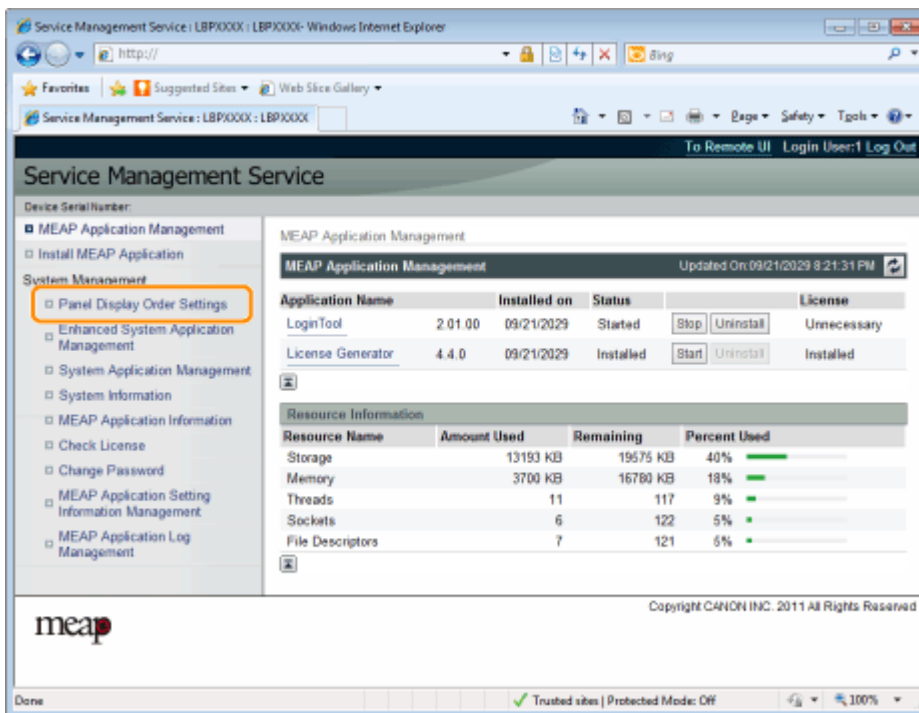 Service Management Service : LBPXXXX : LBPXXXX- Windows Internet Explorer
http://
Bing
Favorites Suggested Sites Web Slice Gallery
Service Management Service : LBPXXXX : LBPXXXX Page Safety Tools
To Remote UI Login User:1 Log Out
Service Management Service
Device Serial Number:
MEAP Application Management
Install MEAP Application
System Management
Panel Display Order Settings
Enhanced System Application
Management
System Application Management
System Information
MEAP Application Information
Check License
Change Password
MEAP Application Setting
Information Management
MEAP Application Log
Management
MEAP Application Management
MEAP Application Management Updated On:09/21/2029 8:21:31 PM
Application Name Installed on Status License
LoginTool 2.01.00 09/21/2029 Started Stop Uninstall Unnecessary
License Generator 4.4.0 09/21/2029 Installed Start Uninstall Installed
Resource Information
Resource Name Amount Used Remaining Percent Used
Storage 13193 KB 19575 KB 40%
Memory 3700 KB 16780 KB 18%
Threads 11 117 9%
Sockets 6 122 5%
File Descriptors 7 121 6%
Copyright CANON INC. 2011 All Rights Reserved
meap
Done Trusted sites | Protected Mode: Off 100%